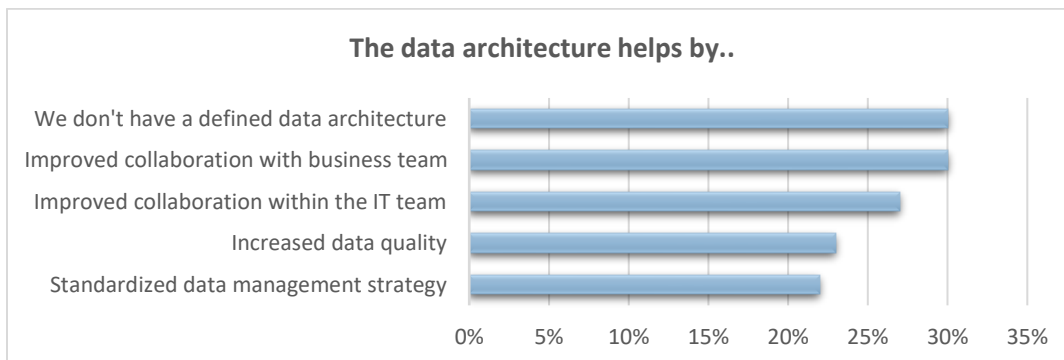 The data architecture helps by..
We don't have a defined data architecture
Improved collaboration with business team
Improved collaboration within the IT team
Increased data quality
Standardized data management strategy
0% 5% 10% 15% 20% 25% 30% 35%